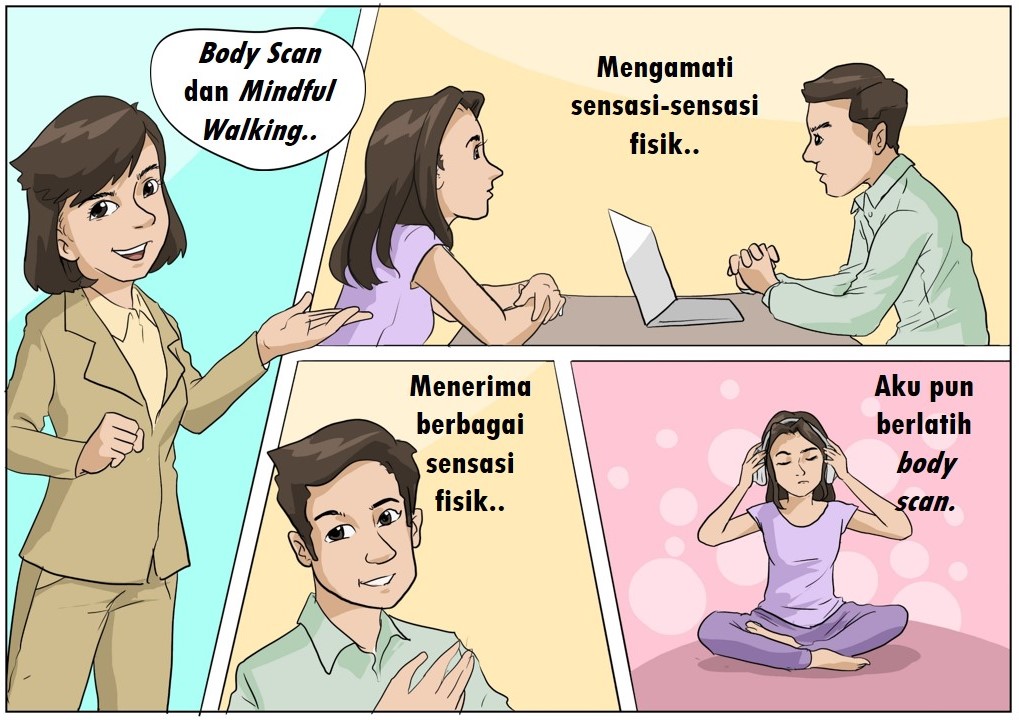 Body Scan
dan Mindful
Walking..
Mengamati
sensasi-sensasi
fisik..
Menerima
berbagai
sensasi
fisik..
Aku pun
berlatih
body
scan.